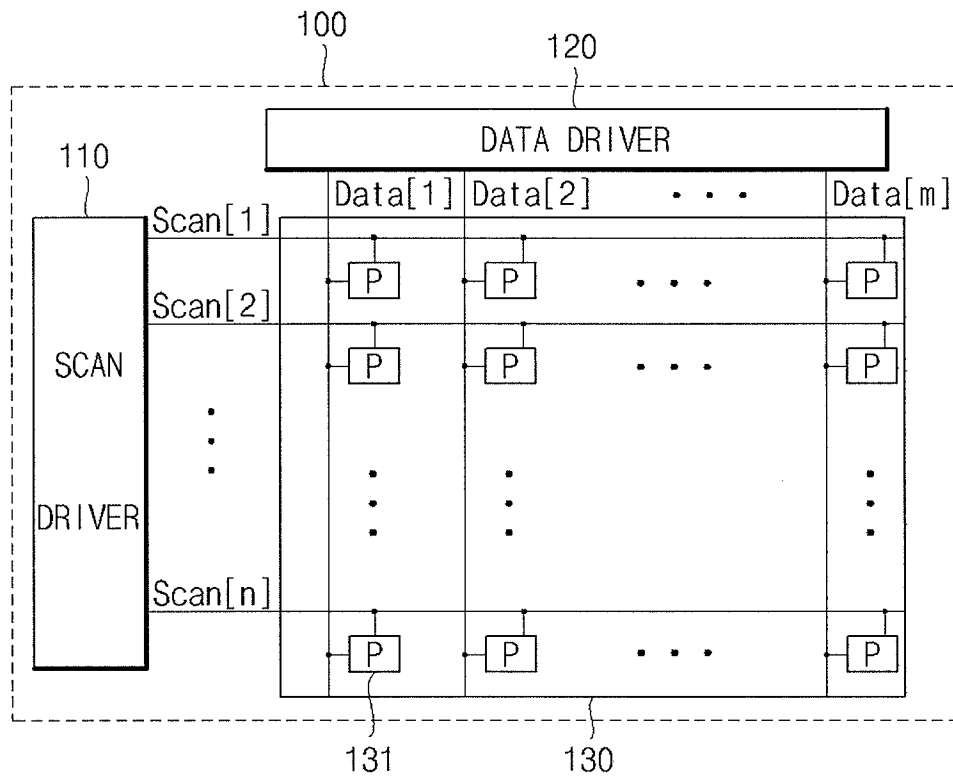 100
120
DATA DRIVER
110
Data[1] Data[2] Data[m]
Scan[1]
P P P
Scan[2]
P P P
SCAN
DRIVER
Scan[n]
P P P
131
130